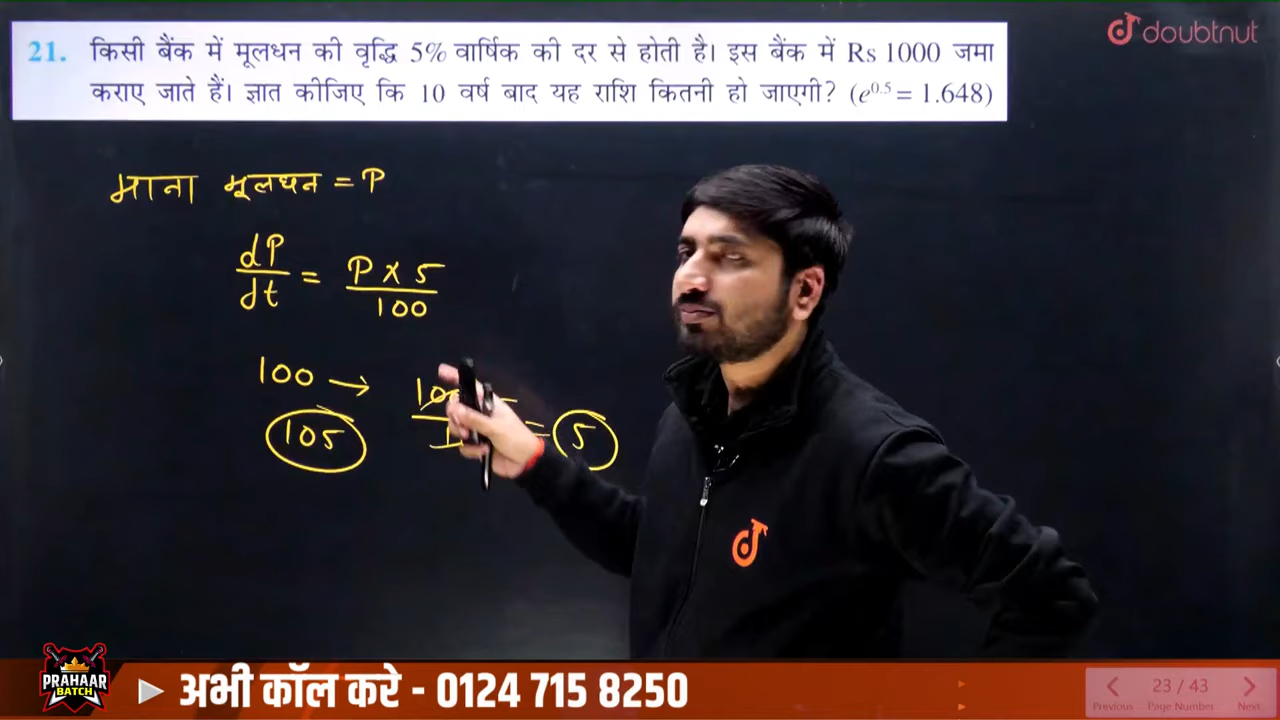 21. किसी बैंक में मूलधन की वृद्धि 5% वार्षिक की दर से होती है। इस बैंक में Rs 1000 जमा
कराए जाते हैं। ज्ञात कीजिए कि 10 वर्ष बाद यह राशि कितनी हो जाएगी? (e^0.5 = 1.648)
doubtnut
माना मूलधन = P
dP/dt = P x 5/100
100 →
105
= 5
PRAHAAR
BATCH
अभी कॉल करे - 0124 715 8250
23 / 43
Previous Page Number Next